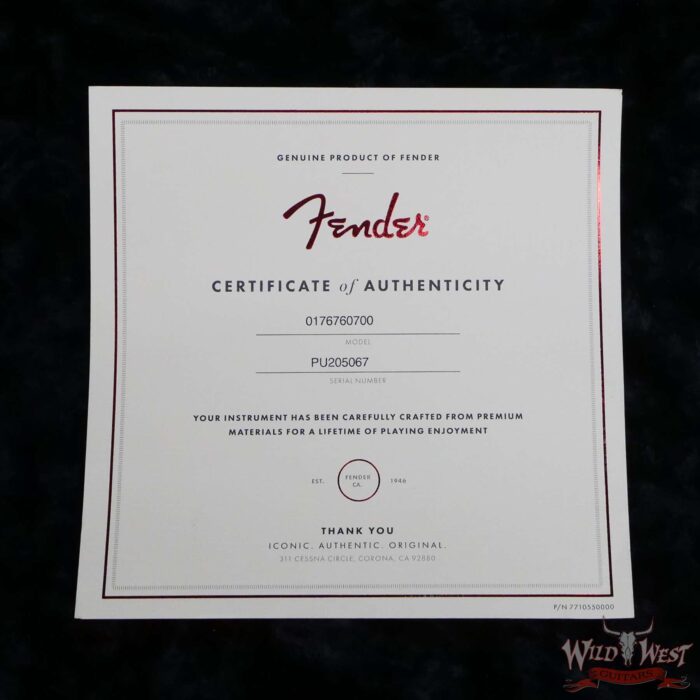 GENUINE PRODUCT OF FENDER
Fender®
CERTIFICATE of AUTHENTICITY
0176760700
MODEL
PU205067
SERIAL NUMBER
YOUR INSTRUMENT HAS BEEN CAREFULLY CRAFTED FROM PREMIUM
MATERIALS FOR A LIFETIME OF PLAYING ENJOYMENT
EST. FENDER CA. 1946
THANK YOU
ICONIC. AUTHENTIC. ORIGINAL.
311 CESSNA CIRCLE, CORONA, CA 92880
P/N 7710550000
WILD WEST
GUITARS